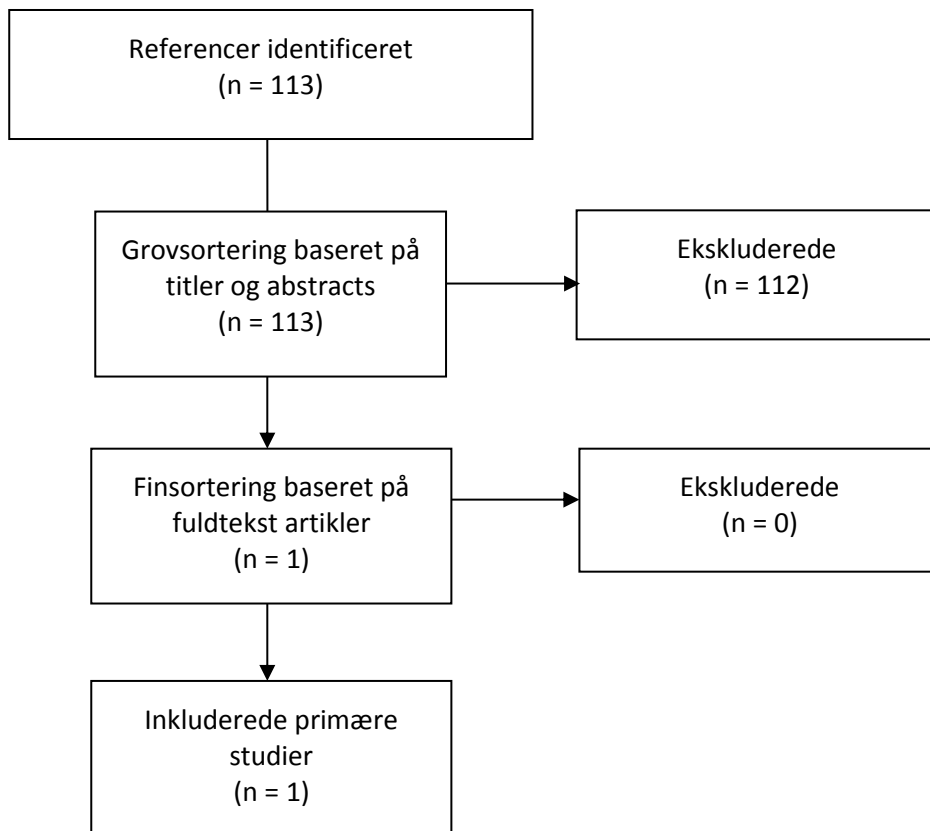 Referencer identificeret
(n = 113)
Grovsortering baseret på
titler og abstracts
(n = 113)
Ekskluderede
(n = 112)
Finsortering baseret på
fuldtekst artikler
(n = 1)
Ekskluderede
(n = 0)
Inkluderede primære
studier
(n = 1)